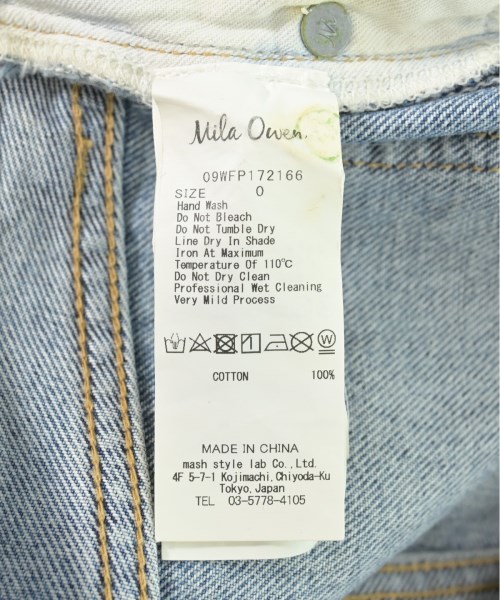 Mila Owen
09WFP172166
SIZE 0
Hand Wash
Do Not Bleach
Do Not Tumble Dry
Line Dry In Shade
Iron At Maximum
Temperature Of 110℃
Do Not Dry Clean
Professional Wet Cleaning
Very Mild Process
W
COTTON 100%
MADE IN CHINA
mash style lab Co.,Ltd.
4F 5-7-1 Kojimachi,Chiyoda-Ku
Tokyo,Japan
TEL 03-5778-4105